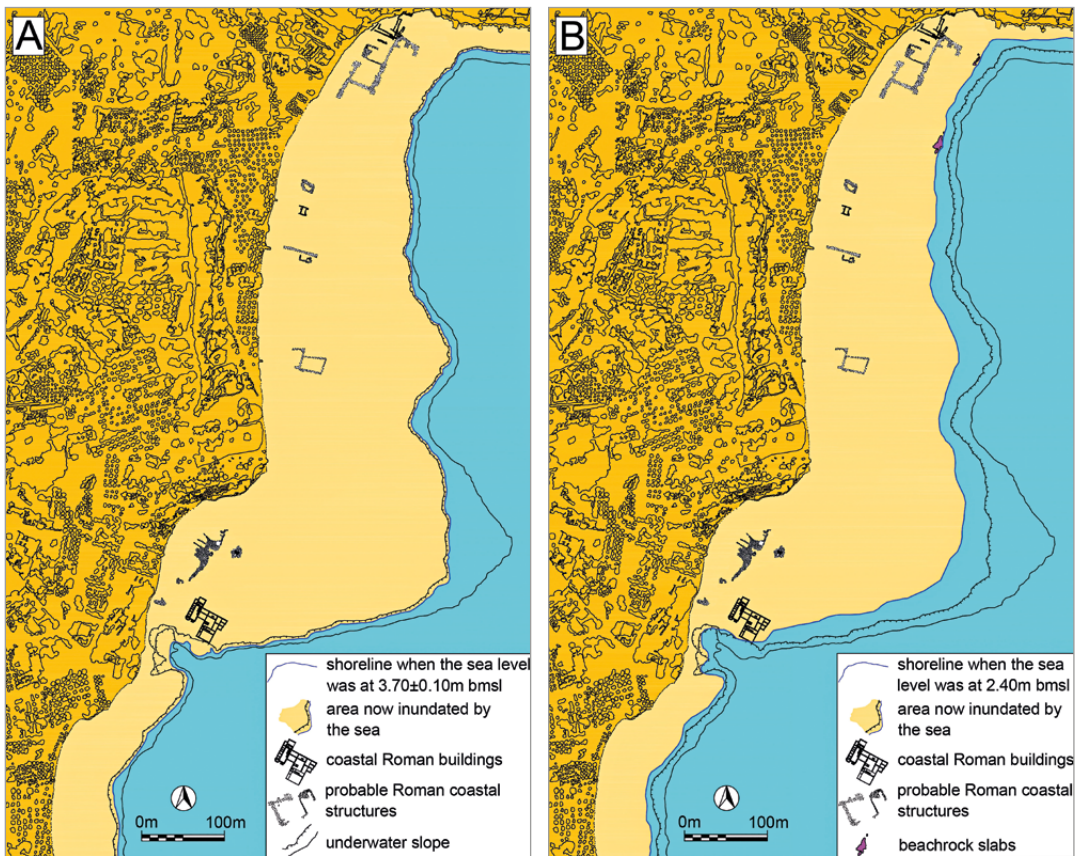 A
shoreline when the sea level
was at 3.70±0.10m bmsl
area now inundated by
the sea
coastal Roman buildings
probable Roman coastal
structures
underwater slope
0m 100m
B
shoreline when the sea
level was at 2.40m bmsl
area now inundated by
the sea
coastal Roman buildings
probable Roman coastal
structures
beachrock slabs
0m 100m